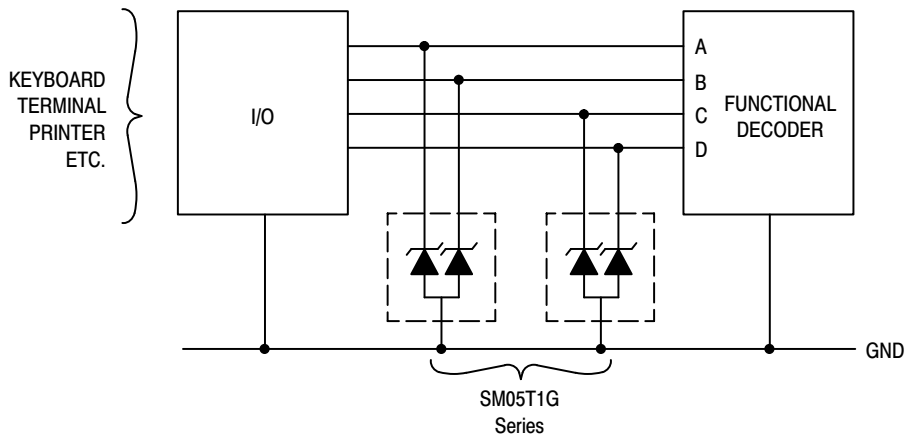 KEYBOARD
TERMINAL
PRINTER
ETC.
I/O
A
B
C
D
FUNCTIONAL
DECODER
GND
SM05T1G
Series